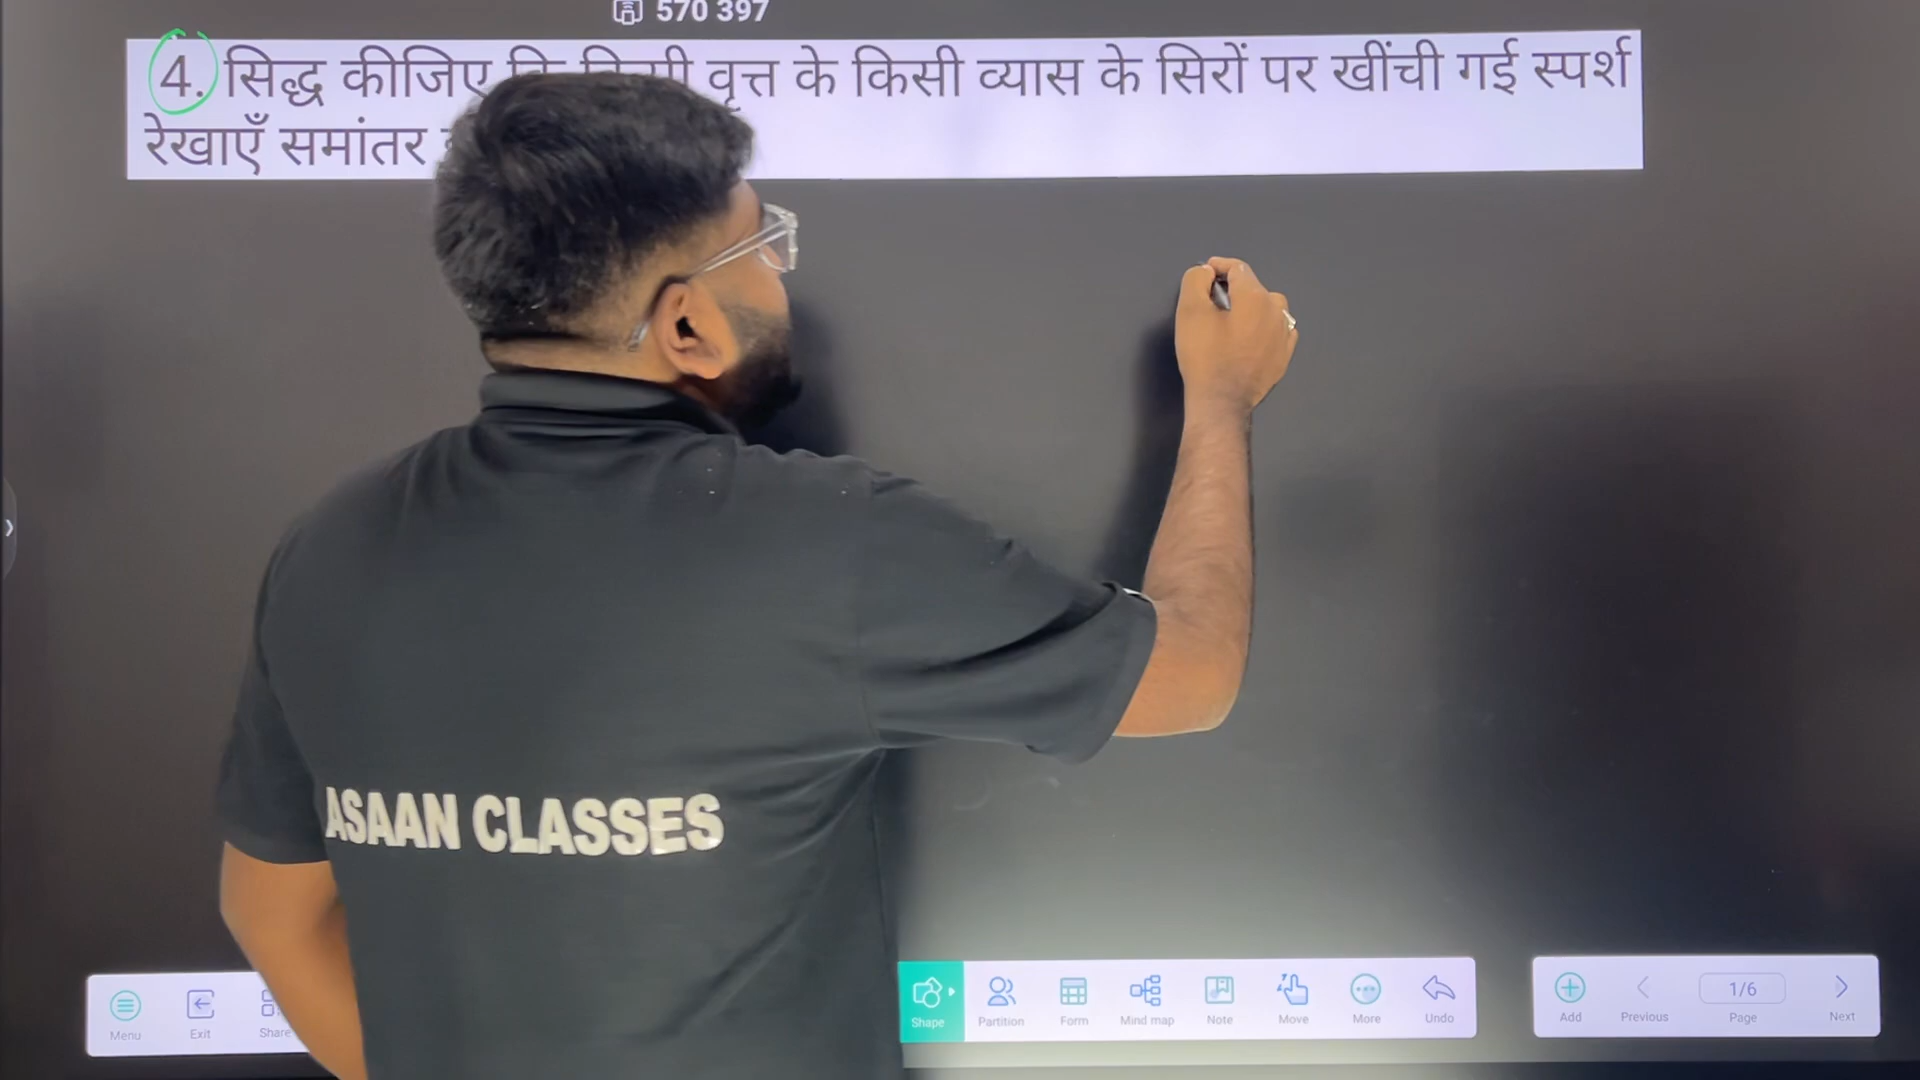 570 397
4. सिद्ध कीजिए वृत्त के किसी व्यास के सिरों पर खींची गई स्पर्श
रेखाएँ समांतर
ASAAN CLASSES
Menu Exit Share Shape Partition Form Mind map Note Move More Undo Add Previous 1/6 Page Next